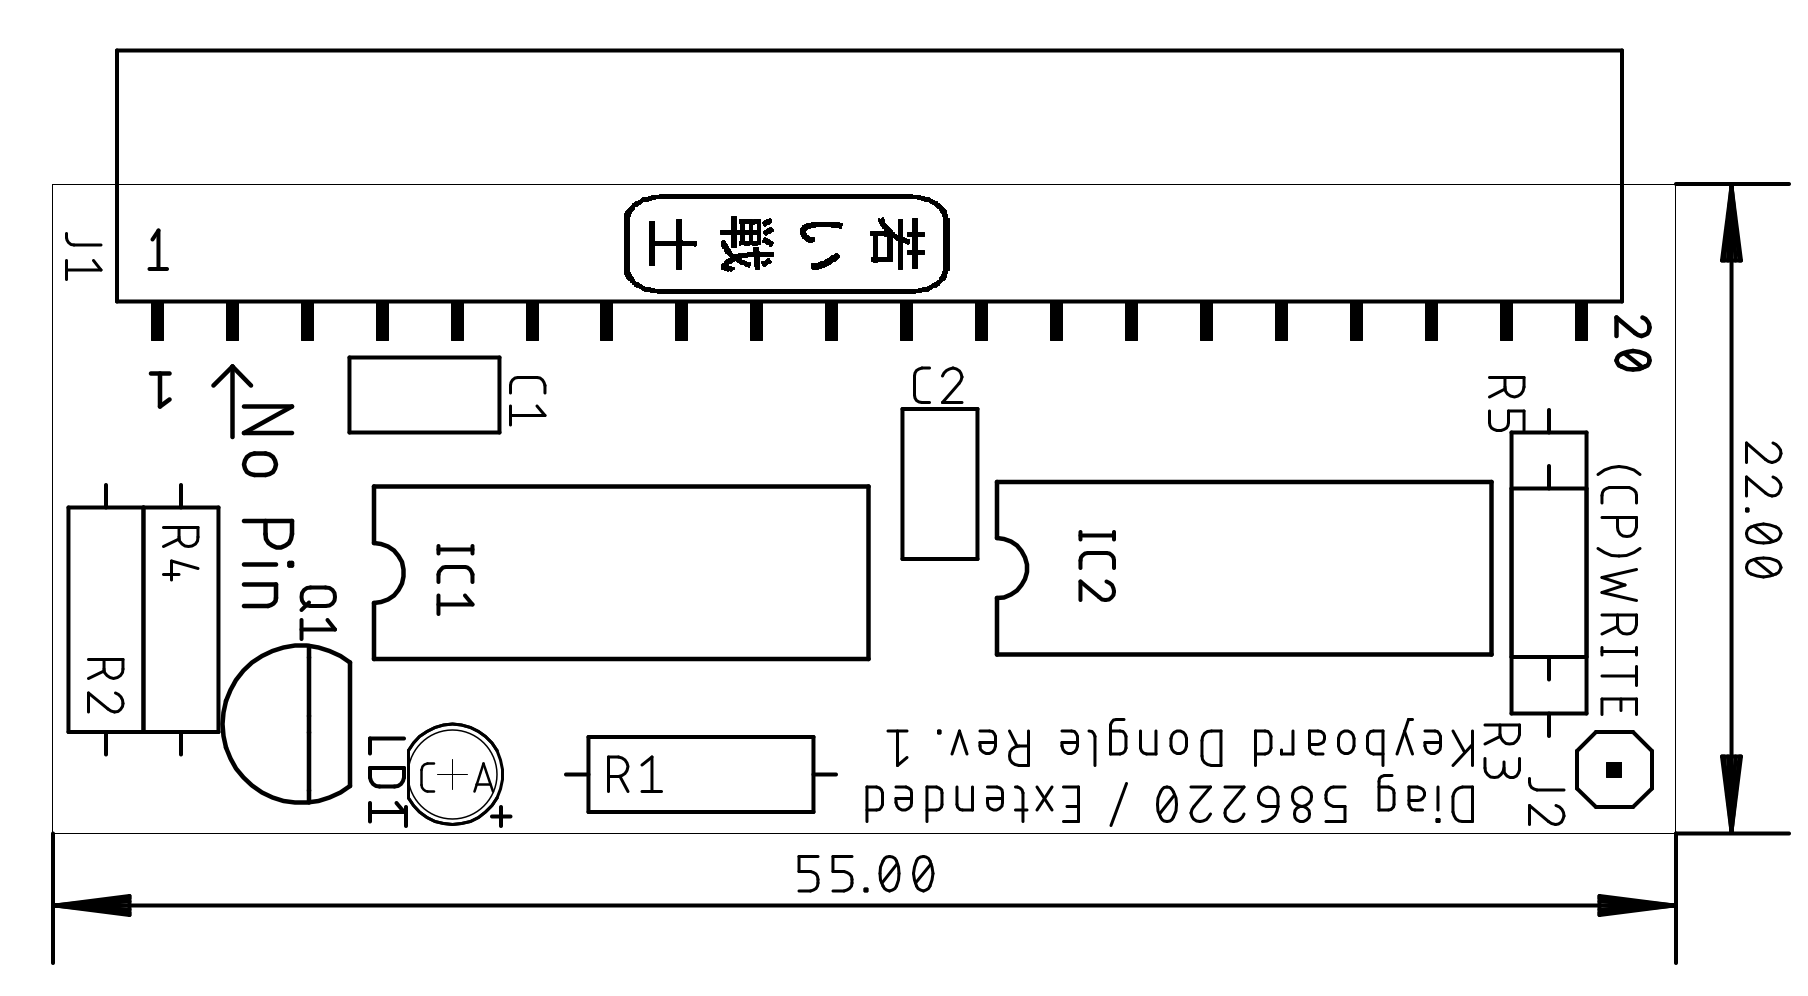 J1
1
若い戦士
20
1
No Pin
C1
C2
R5
R4
R2
Q1
IC1
IC2
(CP)WRITE
22.00
LD1
C
A
+
R1
Diag 586220 / Extended
Keyboard Dongle Rev. 1
R3
J2
55.00